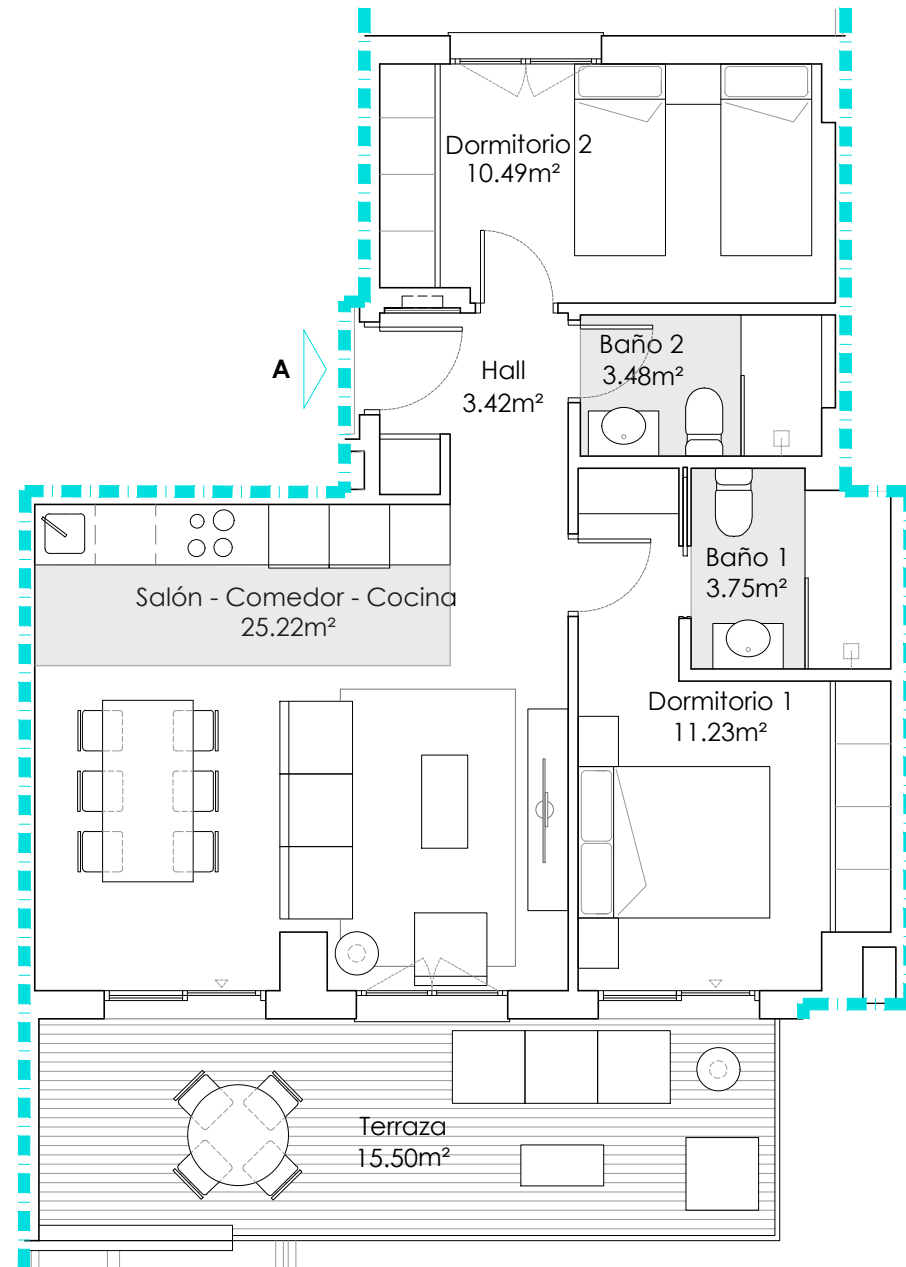 Dormitorio 2
10.49m²
A
Hall
3.42m²
Baño 2
3.48m²
Baño 1
3.75m²
Salón - Comedor - Cocina
25.22m²
Dormitorio 1
11.23m²
Terraza
15.50m²